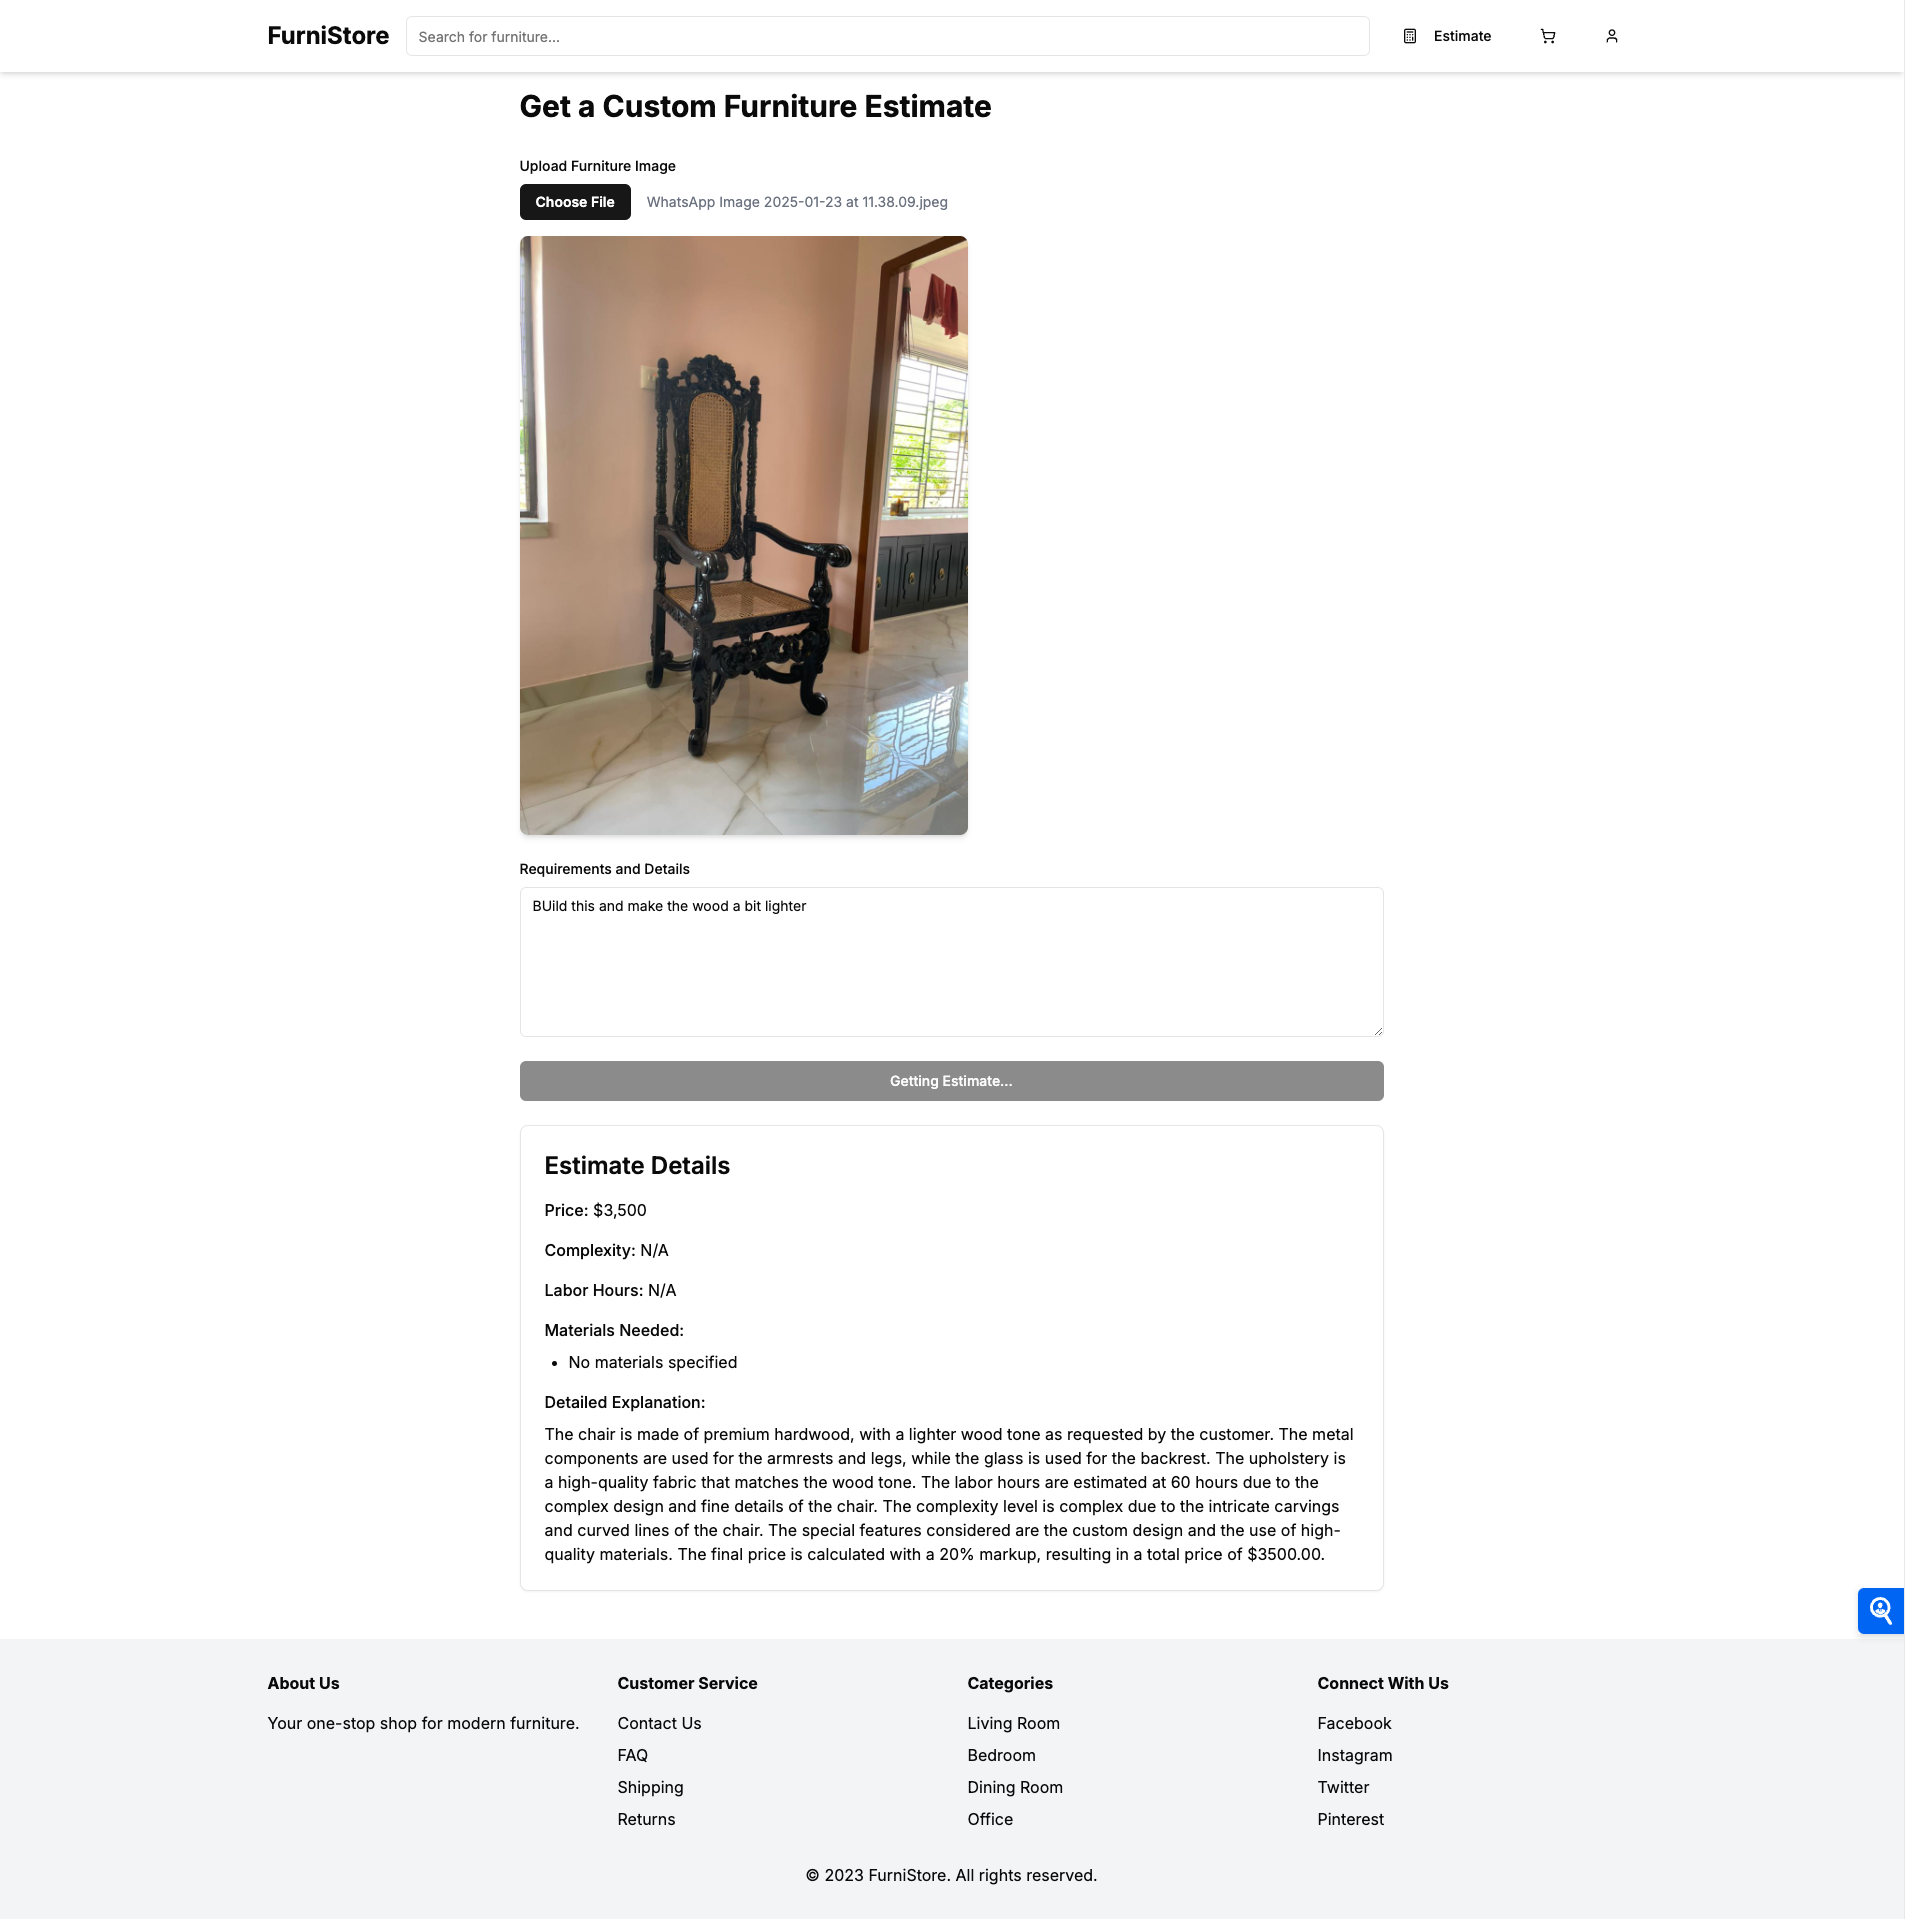 FurniStore
Search for furniture...
Estimate
Get a Custom Furniture Estimate
Upload Furniture Image
Choose File
WhatsApp Image 2025-01-23 at 11.38.09.jpeg
Requirements and Details
BUild this and make the wood a bit lighter
Getting Estimate...
Estimate Details
Price: $3,500
Complexity: N/A
Labor Hours: N/A
Materials Needed:
• No materials specified
Detailed Explanation:
The chair is made of premium hardwood, with a lighter wood tone as requested by the customer. The metal
components are used for the armrests and legs, while the glass is used for the backrest. The upholstery is
a high-quality fabric that matches the wood tone. The labor hours are estimated at 60 hours due to the
complex design and fine details of the chair. The complexity level is complex due to the intricate carvings
and curved lines of the chair. The special features considered are the custom design and the use of high-
quality materials. The final price is calculated with a 20% markup, resulting in a total price of $3500.00.
About Us
Your one-stop shop for modern furniture.
Customer Service
Contact Us
FAQ
Shipping
Returns
Categories
Living Room
Bedroom
Dining Room
Office
Connect With Us
Facebook
Instagram
Twitter
Pinterest
© 2023 FurniStore. All rights reserved.